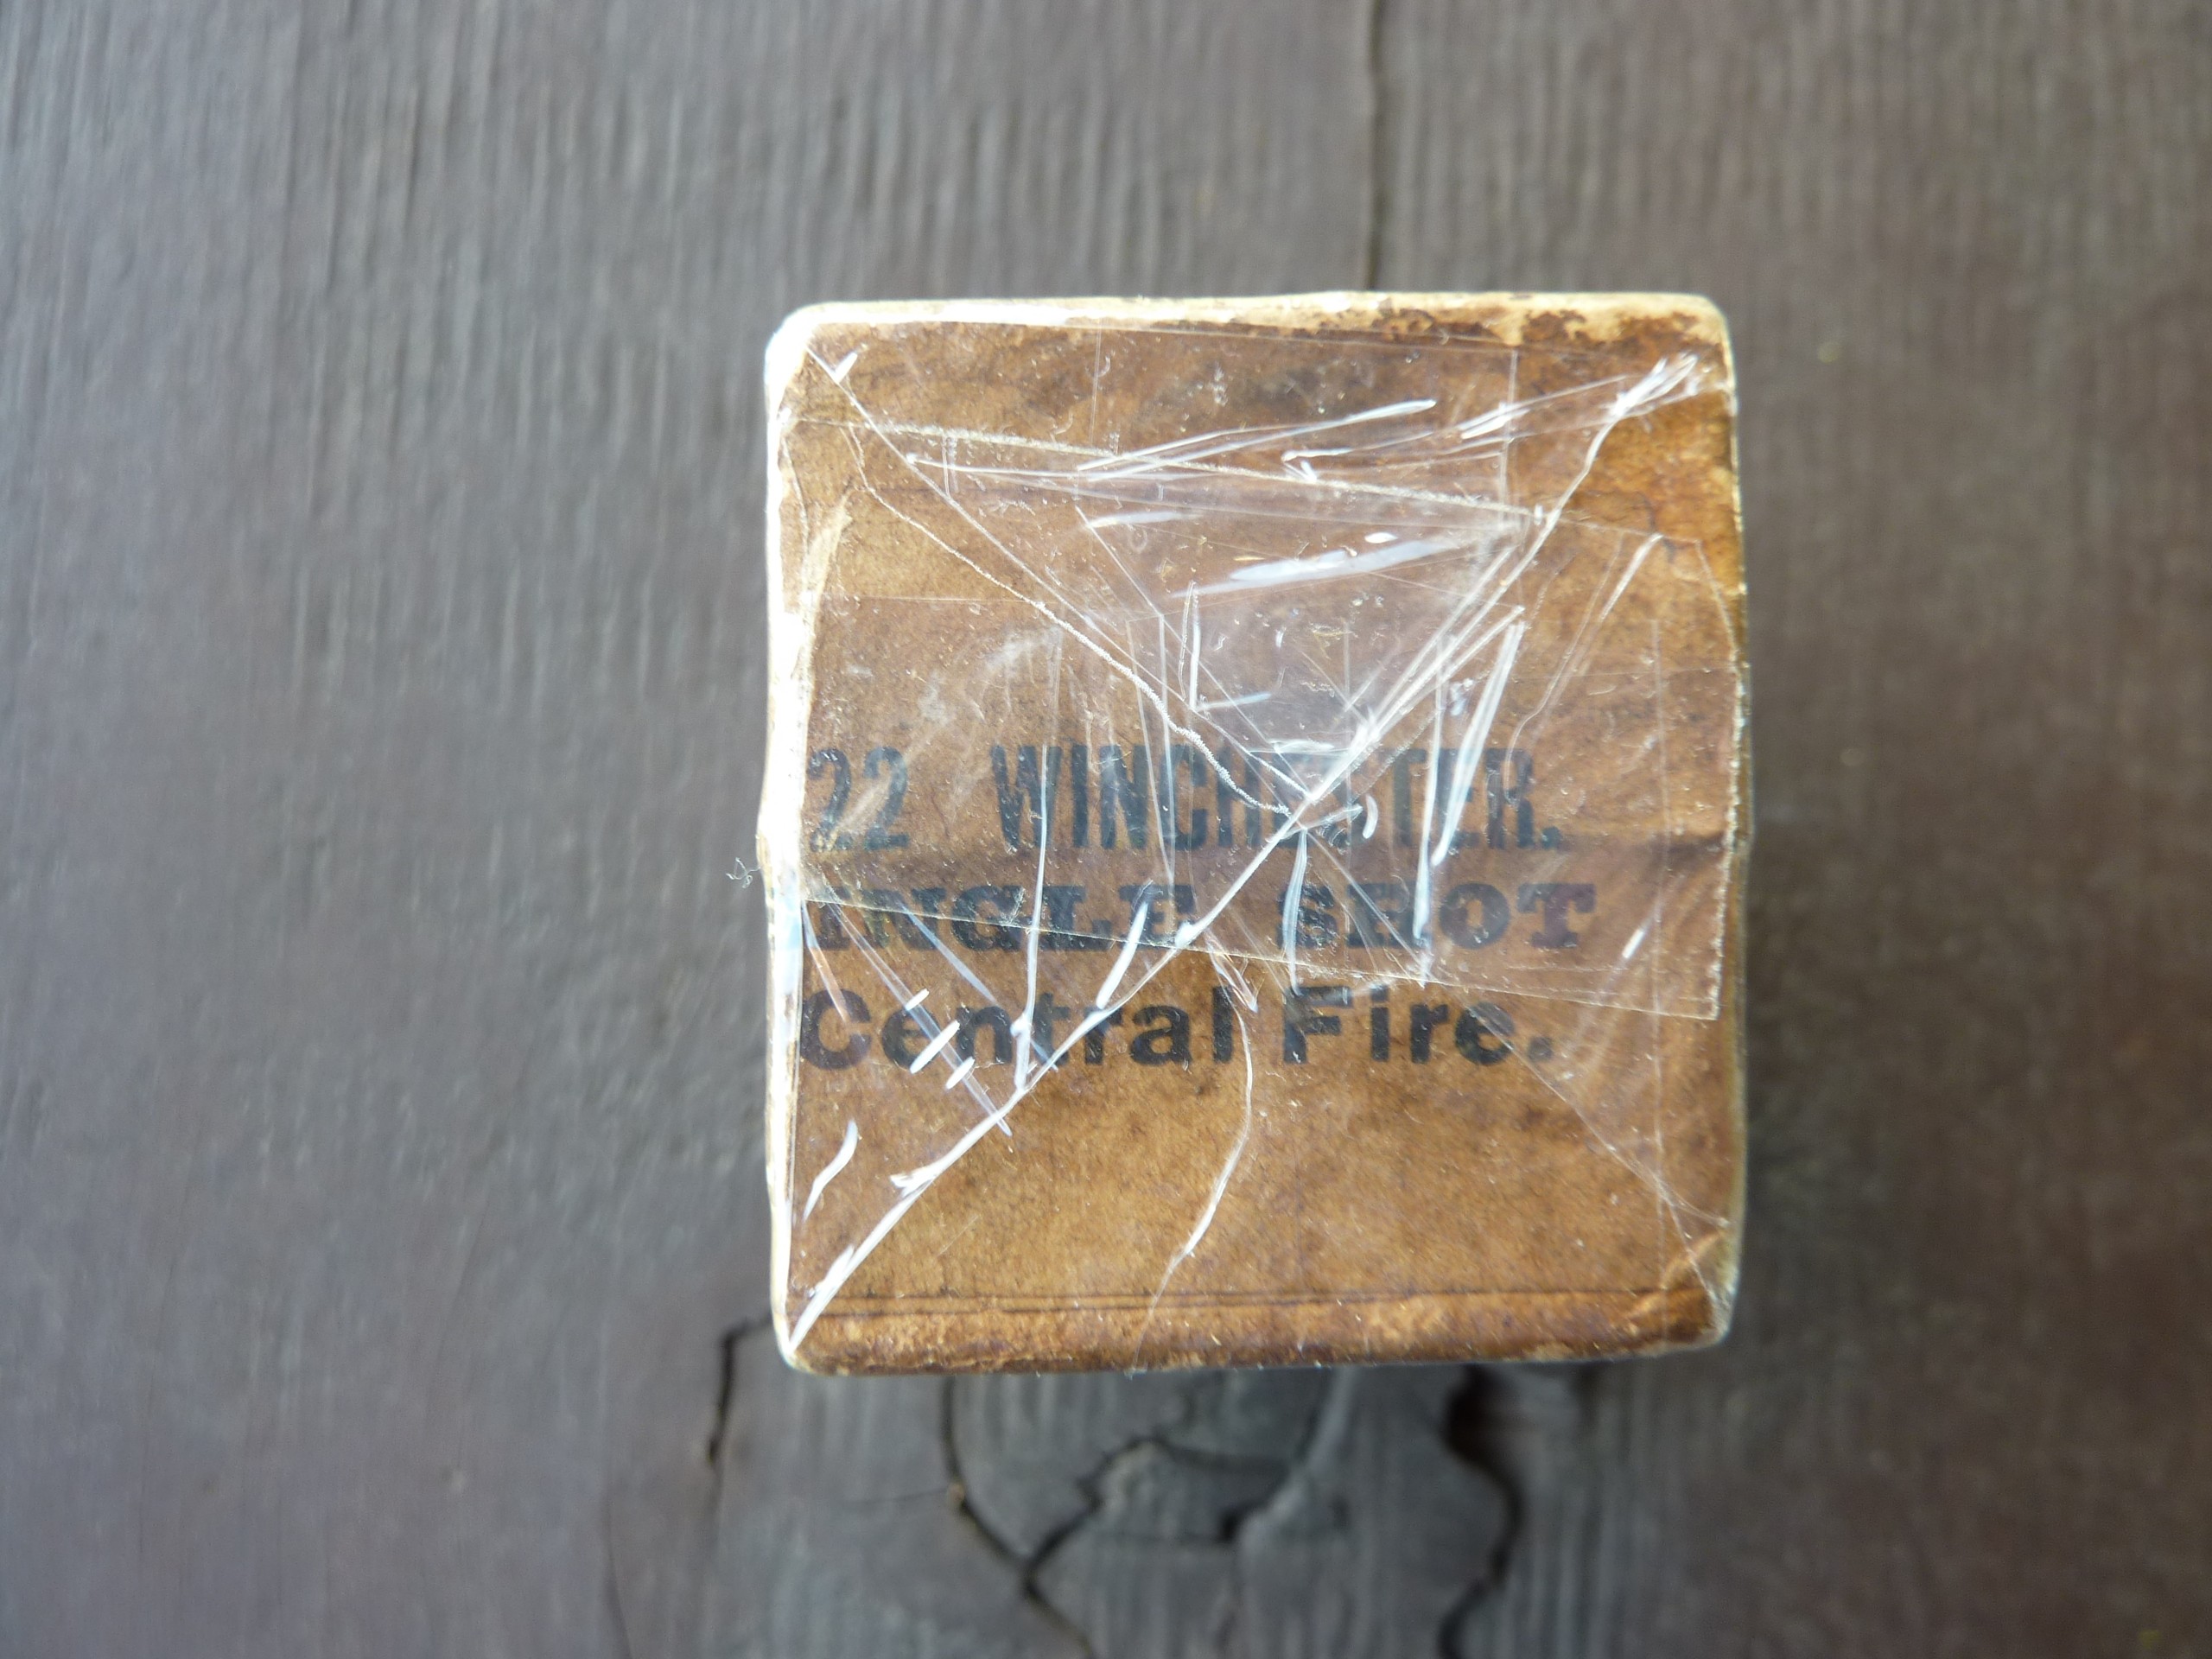 22 WINCHESTER.
INGLE SHOT
Central Fire.